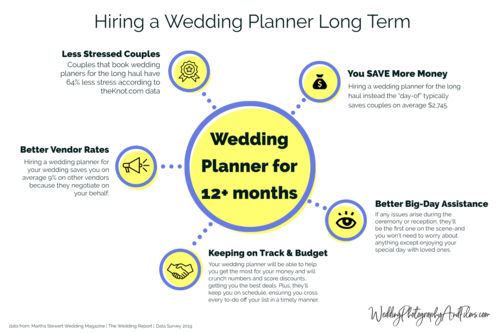 Hiring a Wedding Planner Long Term
Less Stressed Couples
Couples that book wedding
planers for the long haul have
64% less stress according to
theKnot.com data
You SAVE More Money
Hiring a wedding planner for the long
haul instead the "day-of" typically
saves couples on average $2,745
Wedding
Planner for
12+ months
Better Vendor Rates
Hiring a wedding planner for
your wedding saves you on
average 9% on other vendors
because they negotiate on
your behalf.
Better Big-Day Assistance
If any issues arise during the
ceremony or reception, they'll
be the first one on the scene-and
you won't need to worry about
anything except enjoying your
special day with loved ones.
Keeping on Track & Budget
Your wedding planner will be able to help
you get the most for your money and will
crunch numbers and score discounts,
getting you the best deals. Plus, they'll
keep you on schedule, ensuring you cross
every to-do off your list in a timely manner.
data from: Martha Stewart Wedding Magazine | The Wedding Report | Data Survey 2019
WeddingPhotographyAndFilms.com